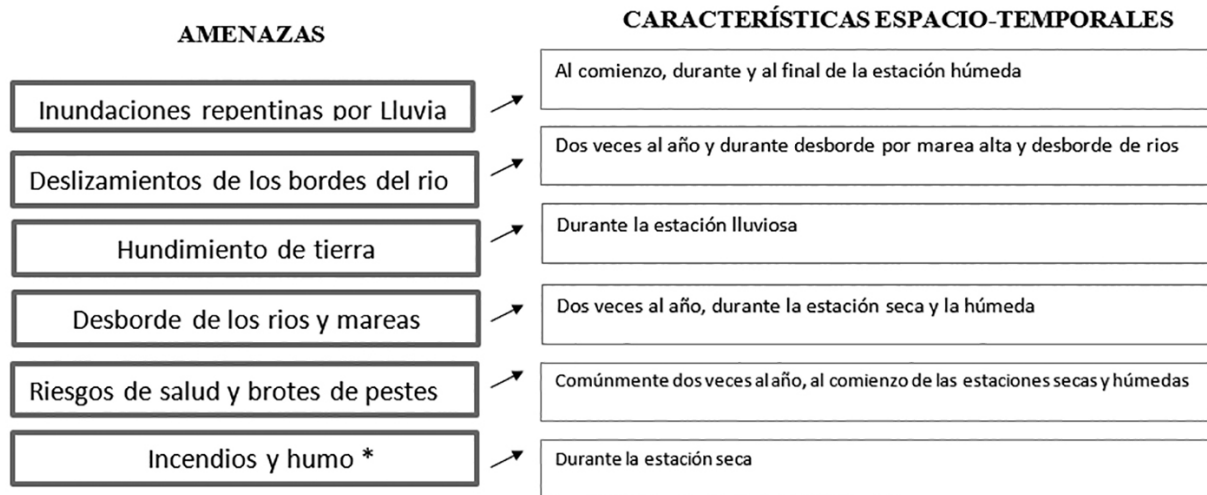 AMENAZAS
CARACTERÍSTICAS ESPACIO-TEMPORALES
Inundaciones repentinas por Lluvia
Al comienzo, durante y al final de la estación húmeda
Deslizamientos de los bordes del rio
Dos veces al año y durante desborde por marea alta y desborde de rios
Hundimiento de tierra
Durante la estación lluviosa
Desborde de los rios y mareas
Dos veces al año, durante la estación seca y la húmeda
Riesgos de salud y brotes de pestes
Comúnmente dos veces al año, al comienzo de las estaciones secas y húmedas
Incendios y humo *
Durante la estación seca